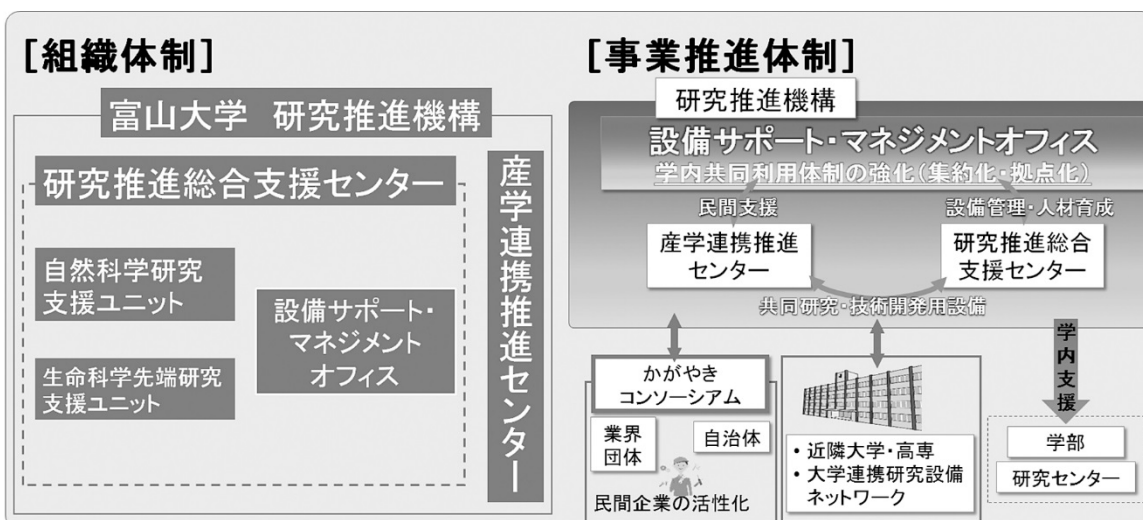 [組織体制]
富山大学 研究推進機構
研究推進総合支援センター
自然科学研究
支援ユニット
生命科学先端研究
支援ユニット
設備サポート・
マネジメント
オフィス
産学連携推進センター
[事業推進体制]
研究推進機構
設備サポート・マネジメントオフィス
学内共同利用体制の強化(集約化・拠点化)
民間支援
設備管理・人材育成
産学連携推進
センター
研究推進総合
支援センター
共同研究・技術開発用設備
かがやき
コンソーシアム
業界
団体
自治体
民間企業の活性化
・近隣大学・高専
・大学連携研究設備
ネットワーク
学内支援
学部
研究センター